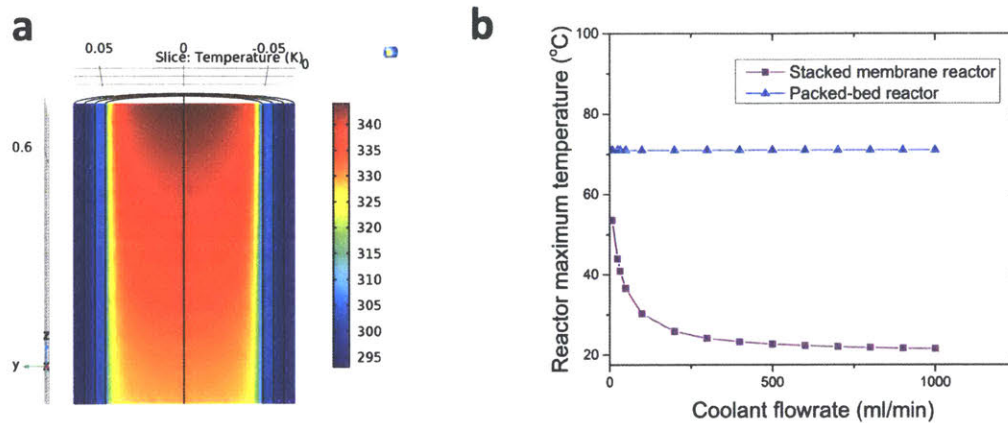 a
0.05 0 -0.05
Slice: Temperature (K)
0
0.6
340
335
330
325
320
315
310
305
300
295
z
y x
b
Reactor maximum temperature (°C)
100
80
60
40
20
Stacked membrane reactor
Packed-bed reactor
0 500 1000
Coolant flowrate (ml/min)